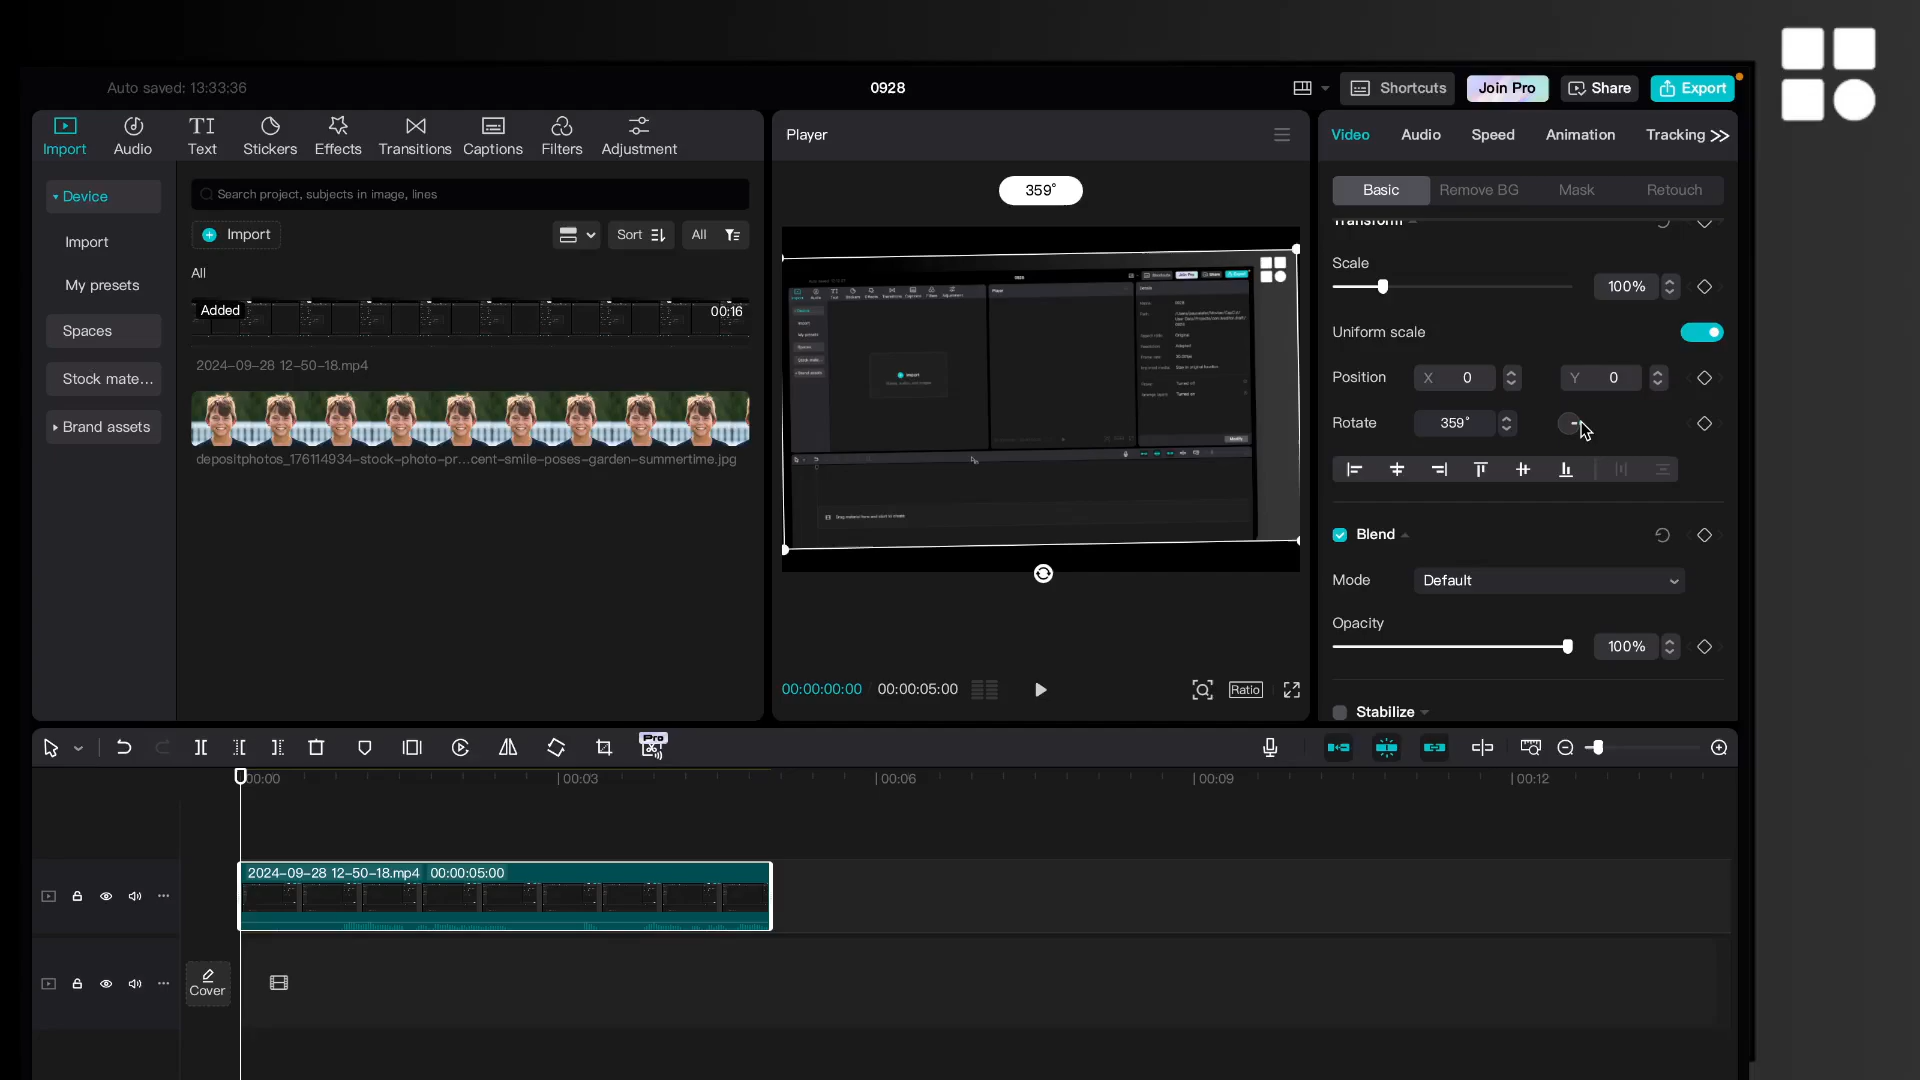 Auto saved: 13:33:36
0928
Shortcuts
Join Pro
Share
Export
Import
Audio
Text
Stickers
Effects
Transitions
Captions
Filters
Adjustment
Device
Import
My presets
Spaces
Stock mate...
Brand assets
Search project, subjects in image, lines
Import
Sort
All
All
Added
00:16
2024-09-28 12-50-18.mp4
depositphotos_176114934-stock-photo-pr...cent-smile-poses-garden-summertime.jpg
Player
359°
00:00:00:00
00:00:05:00
Ratio
Video
Audio
Speed
Animation
Tracking
Basic
Remove BG
Mask
Retouch
Transform
Scale
100%
Uniform scale
Position
X 0
Y 0
Rotate
359°
Blend
Mode
Default
Opacity
100%
Stabilize
Pro
00:00
00:03
00:06
00:09
00:12
2024-09-28 12-50-18.mp4 00:00:05:00
Cover